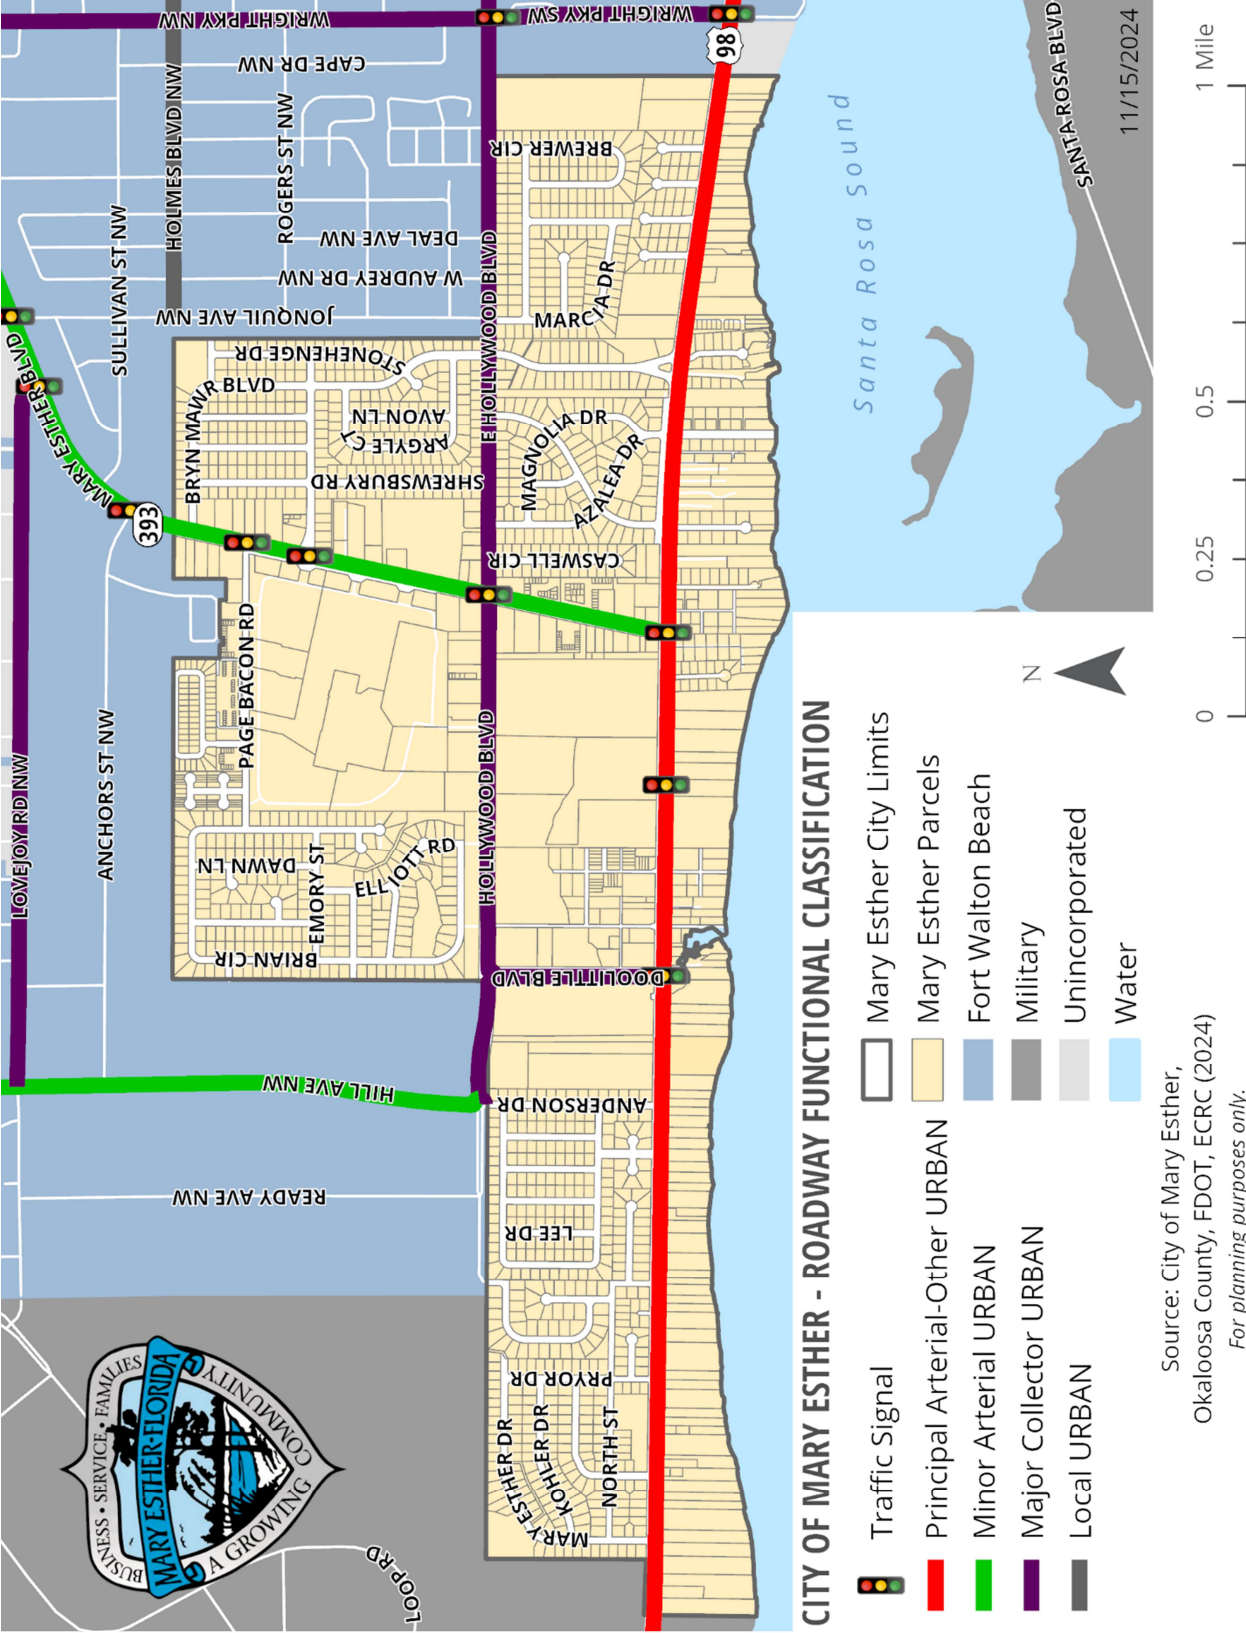 WRIGHT PKY NW
WRIGHT PKY SW
98
CAPE DR NW
HOLMES BLVD NW
ROGERS ST NW
BREWER CIR
SULLIVAN ST NW
DEAL AVE NW
W AUDREY DR NW
JONQUIL AVE NW
E HOLLYWOOD BLVD
MARCIA DR
MARY ESTHER BLVD
393
STONEHENGE DR
BRYN MAWR BLVD
AVON LN
ARGYLE CT
SHREWSBURY RD
MAGNOLIA DR
AZALEA DR
CASWELL CIR
LOVEJOY RD NW
ANCHORS ST NW
PAGE BACON RD
HOLLYWOOD BLVD
DAWN LN
EMORY ST
ELLIOTT RD
BRIAN CIR
DOOLITTLE BLVD
HILL AVE NW
ANDERSON DR
READY AVE NW
LEE DR
PRYOR DR
MARY ESTHER DR
KOHLER DR
NORTH ST
LOOP RD
BUSINESS • SERVICE • FAMILIES
MARY ESTHER•FLORIDA
A GROWING COMMUNITY
Santa Rosa Sound
SANTA ROSA BLVD
11/15/2024
N
0
0.25
0.5
1 Mile
CITY OF MARY ESTHER - ROADWAY FUNCTIONAL CLASSIFICATION
Traffic Signal
Principal Arterial-Other URBAN
Minor Arterial URBAN
Major Collector URBAN
Local URBAN
Mary Esther City Limits
Mary Esther Parcels
Fort Walton Beach
Military
Unincorporated
Water
Source: City of Mary Esther,
Okaloosa County, FDOT, ECRC (2024)
For planning purposes only.